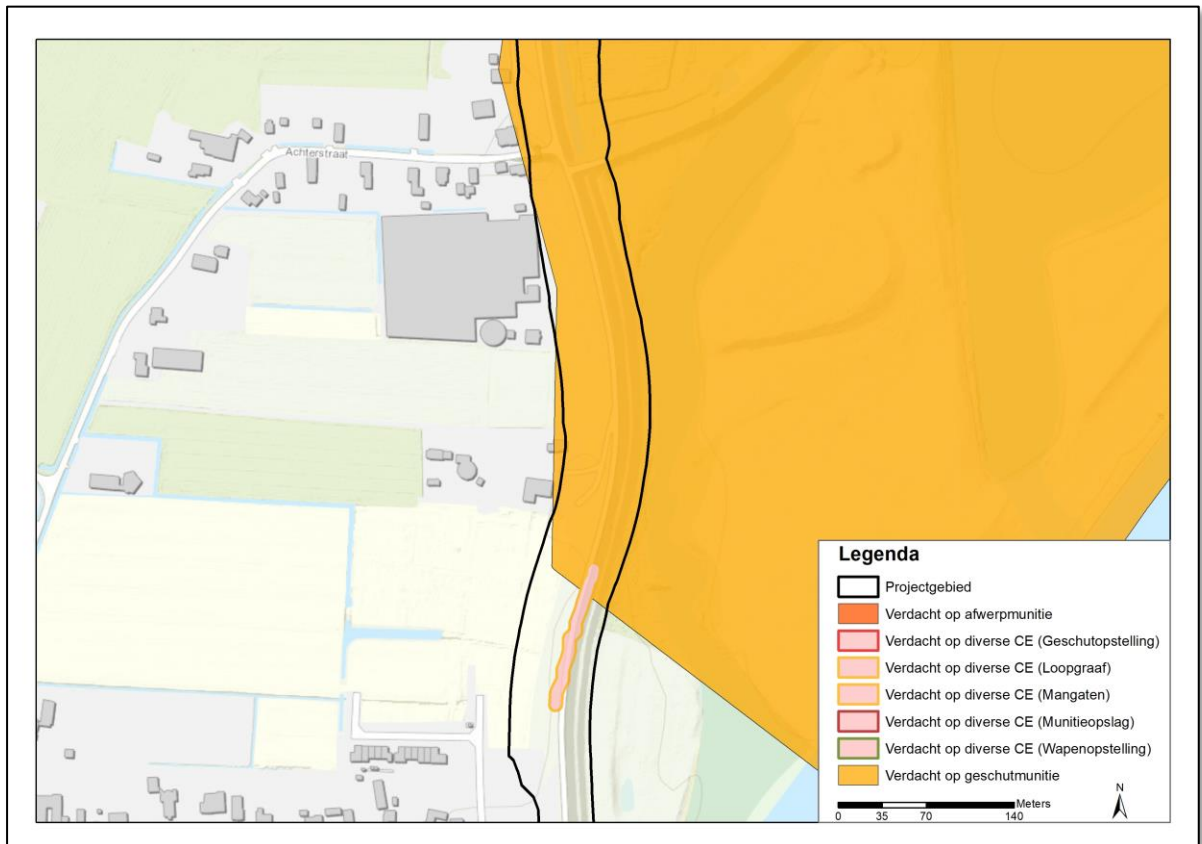 Achterstraat
Legenda
Projectgebied
Verdacht op afwerpmunitie
Verdacht op diverse CE (Geschutopstelling)
Verdacht op diverse CE (Loopgraaf)
Verdacht op diverse CE (Mangaten)
Verdacht op diverse CE (Munitieopslag)
Verdacht op diverse CE (Wapenopstelling)
Verdacht op geschutmunitie
N
Meters
0 35 70 140